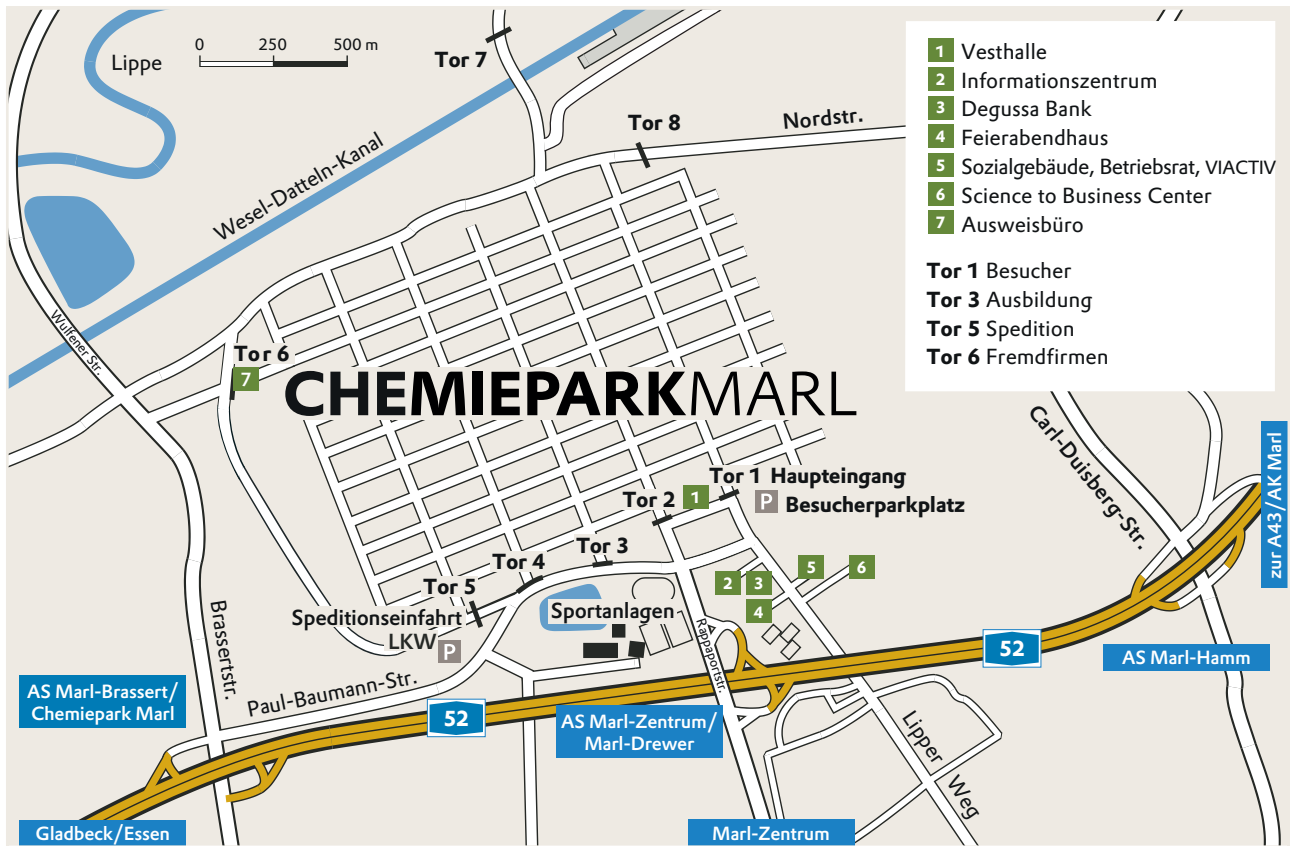 Lippe
0 250 500 m
Tor 7
Wesel-Datteln-Kanal
Tor 8
Nordstr.
1 Vesthalle
2 Informationszentrum
3 Degussa Bank
4 Feierabendhaus
5 Sozialgebäude, Betriebsrat, VIACTIV
6 Science to Business Center
7 Ausweisbüro
Tor 1 Besucher
Tor 3 Ausbildung
Tor 5 Spedition
Tor 6 Fremdfirmen
Wulfener Str.
Tor 6
7
CHEMIEPARKMARL
Carl-Duisberg-Str.
zur A43/AK Marl
Tor 1 Haupteingang
P Besucherparkplatz
Tor 2
1
Tor 3
Tor 4
Tor 5
Speditionseinfahrt
LKW P
Sportanlagen
2
3
4
5
6
Rappaportstr.
Brassertstr.
Paul-Baumann-Str.
AS Marl-Brassert/
Chemiepark Marl
52
52
AS Marl-Hamm
AS Marl-Zentrum/
Marl-Drewer
Lipper Weg
Gladbeck/Essen
Marl-Zentrum